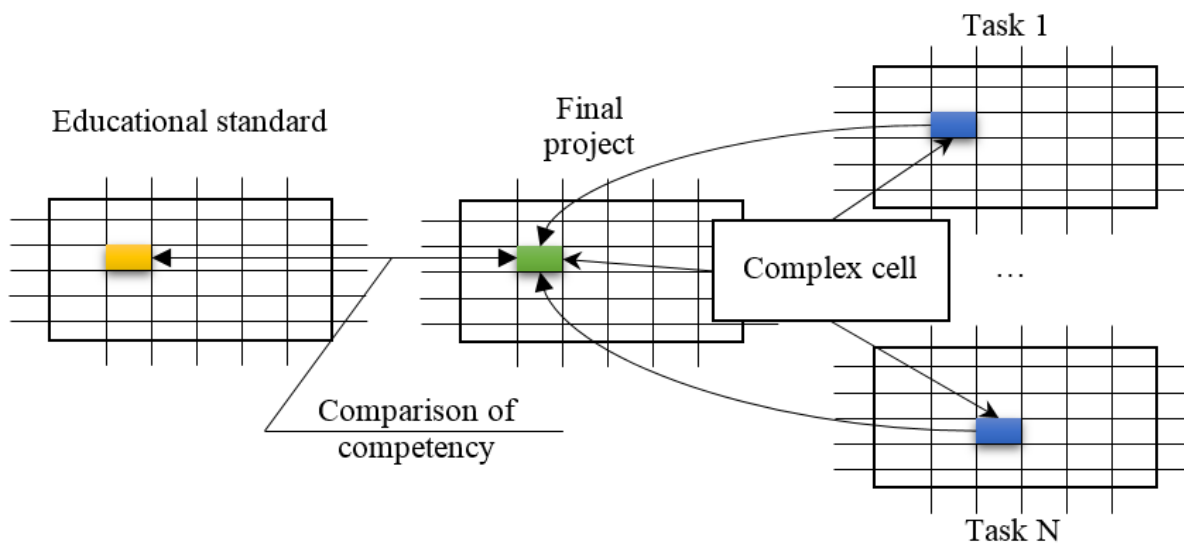 Task 1
Educational standard
Final
project
Complex cell
...
Comparison of
competency
Task N